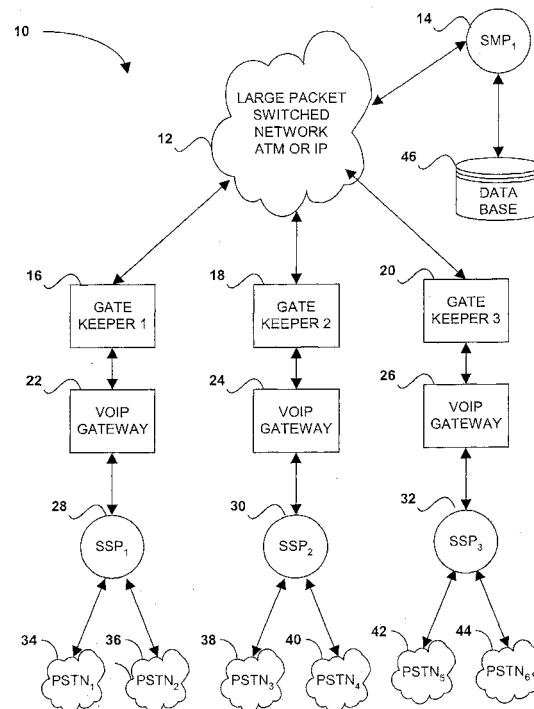 10
14
SMP₁
LARGE PACKET
SWITCHED
NETWORK
ATM OR IP
12
46
DATA
BASE
16
GATE
KEEPER 1
18
GATE
KEEPER 2
20
GATE
KEEPER 3
22
VOIP
GATEWAY
24
VOIP
GATEWAY
26
VOIP
GATEWAY
28
SSP₁
30
SSP₂
32
SSP₃
34
PSTN₁
36
PSTN₂
38
PSTN₃
40
PSTN₄
42
PSTN₅
44
PSTN₆